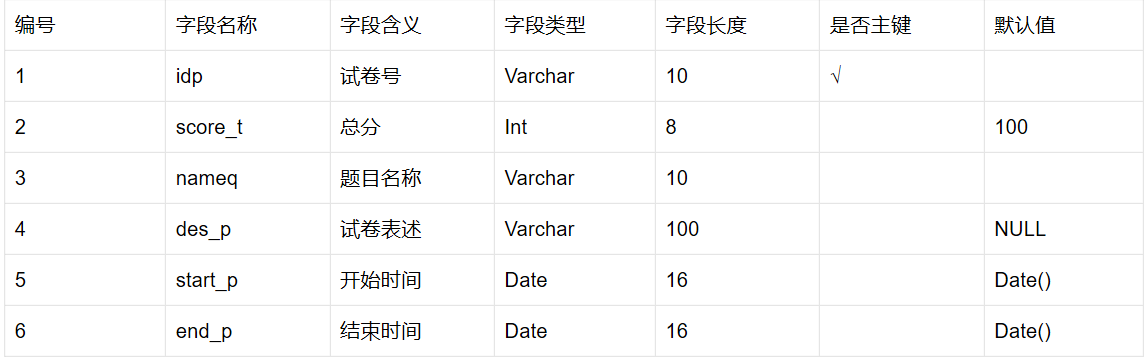 编号 字段名称 字段含义 字段类型 字段长度 是否主键 默认值
1 idp 试卷号 Varchar 10 √
2 score_t 总分 Int 8 100
3 nameq 题目名称 Varchar 10
4 des_p 试卷表述 Varchar 100 NULL
5 start_p 开始时间 Date 16 Date()
6 end_p 结束时间 Date 16 Date()